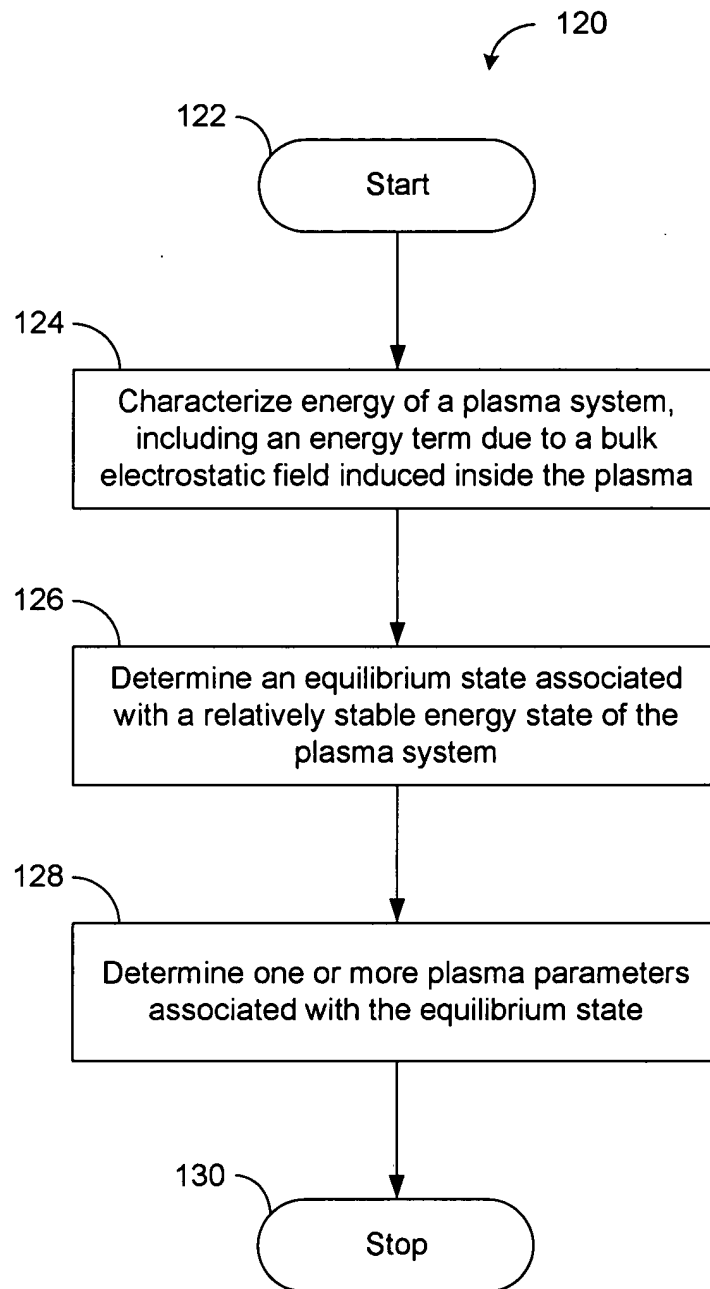 120
122
Start
124
Characterize energy of a plasma system,
including an energy term due to a bulk
electrostatic field induced inside the plasma
126
Determine an equilibrium state associated
with a relatively stable energy state of the
plasma system
128
Determine one or more plasma parameters
associated with the equilibrium state
130
Stop